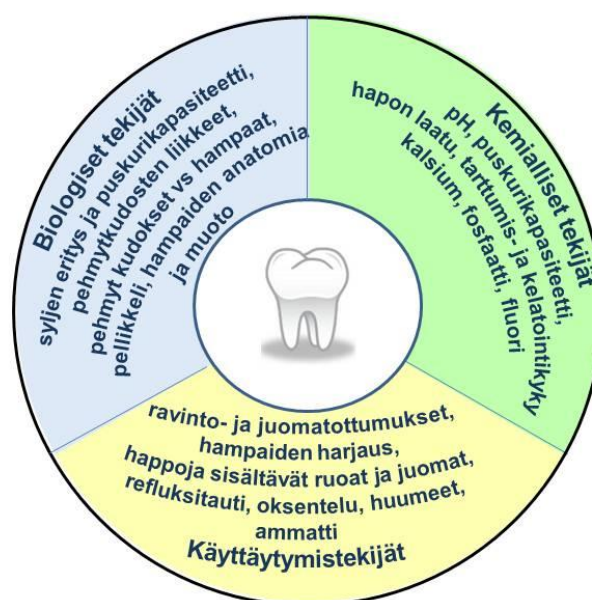 Biologiset tekijät
syljen eritys ja puskurikapasiteetti,
pehmytkudosten liikkeet,
pehmyt kudokset vs hampaat,
pellikkeli, hampaiden anatomia
ja muoto
Kemialliset tekijät
pH, puskurikapasiteetti,
hapon laatu, tarttumis- ja kelatointikyky
kalsium, fosfaatti, fluori
ravinto- ja juomatottumukset,
hampaiden harjaus,
happoja sisältävät ruoat ja juomat,
refluksitauti, oksentelu, huumeet,
ammatti
Käyttäytymistekijät